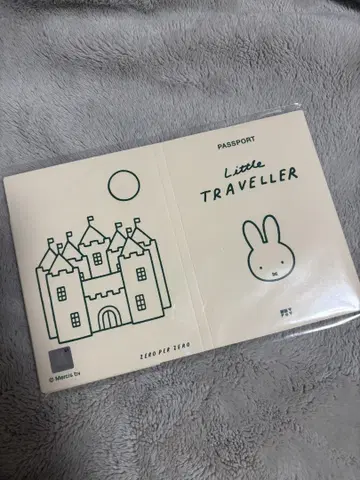 PASSPORT
Little
TRAVELLER
ZERO PER ZERO
© Mercis bv